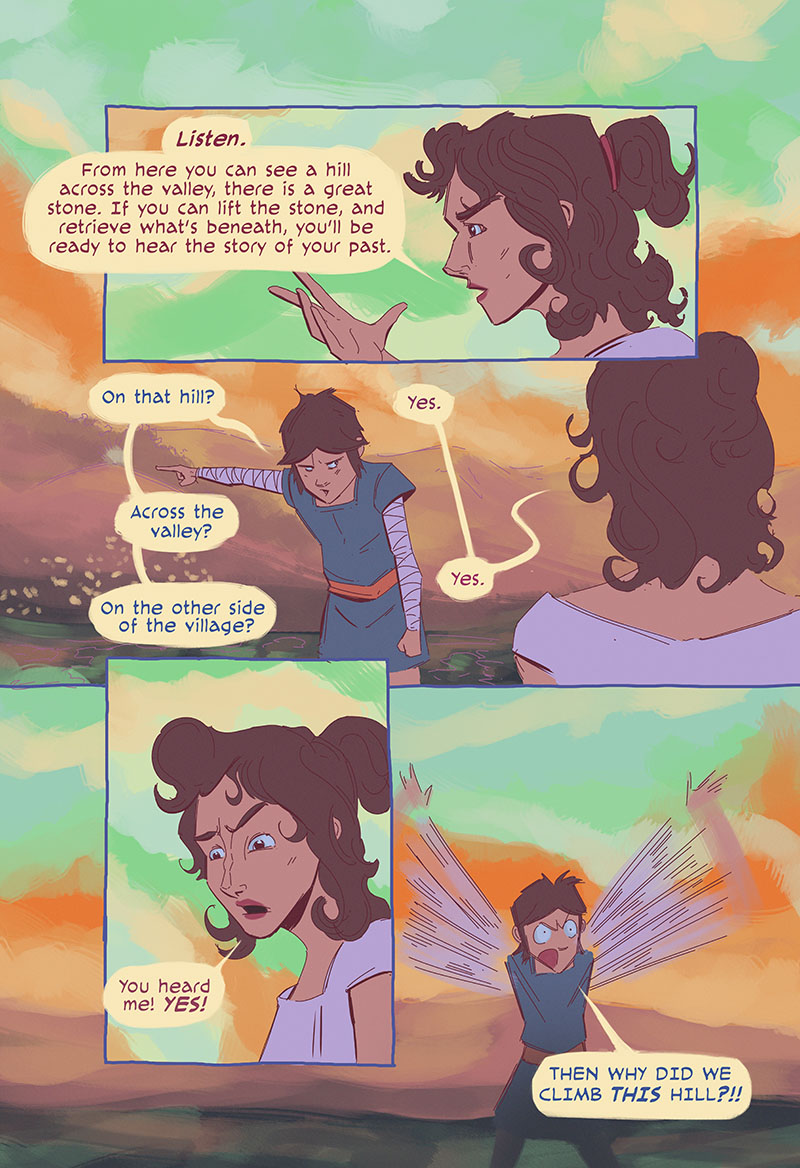 Listen.
From here you can see a hill
across the valley, there is a great
stone. If you can lift the stone, and
retrieve what's beneath, you'll be
ready to hear the story of your past.
On that hill?
Yes.
Across the
valley?
Yes.
On the other side
of the village?
You heard
me! YES!
THEN WHY DID WE
CLIMB THIS HILL?!!